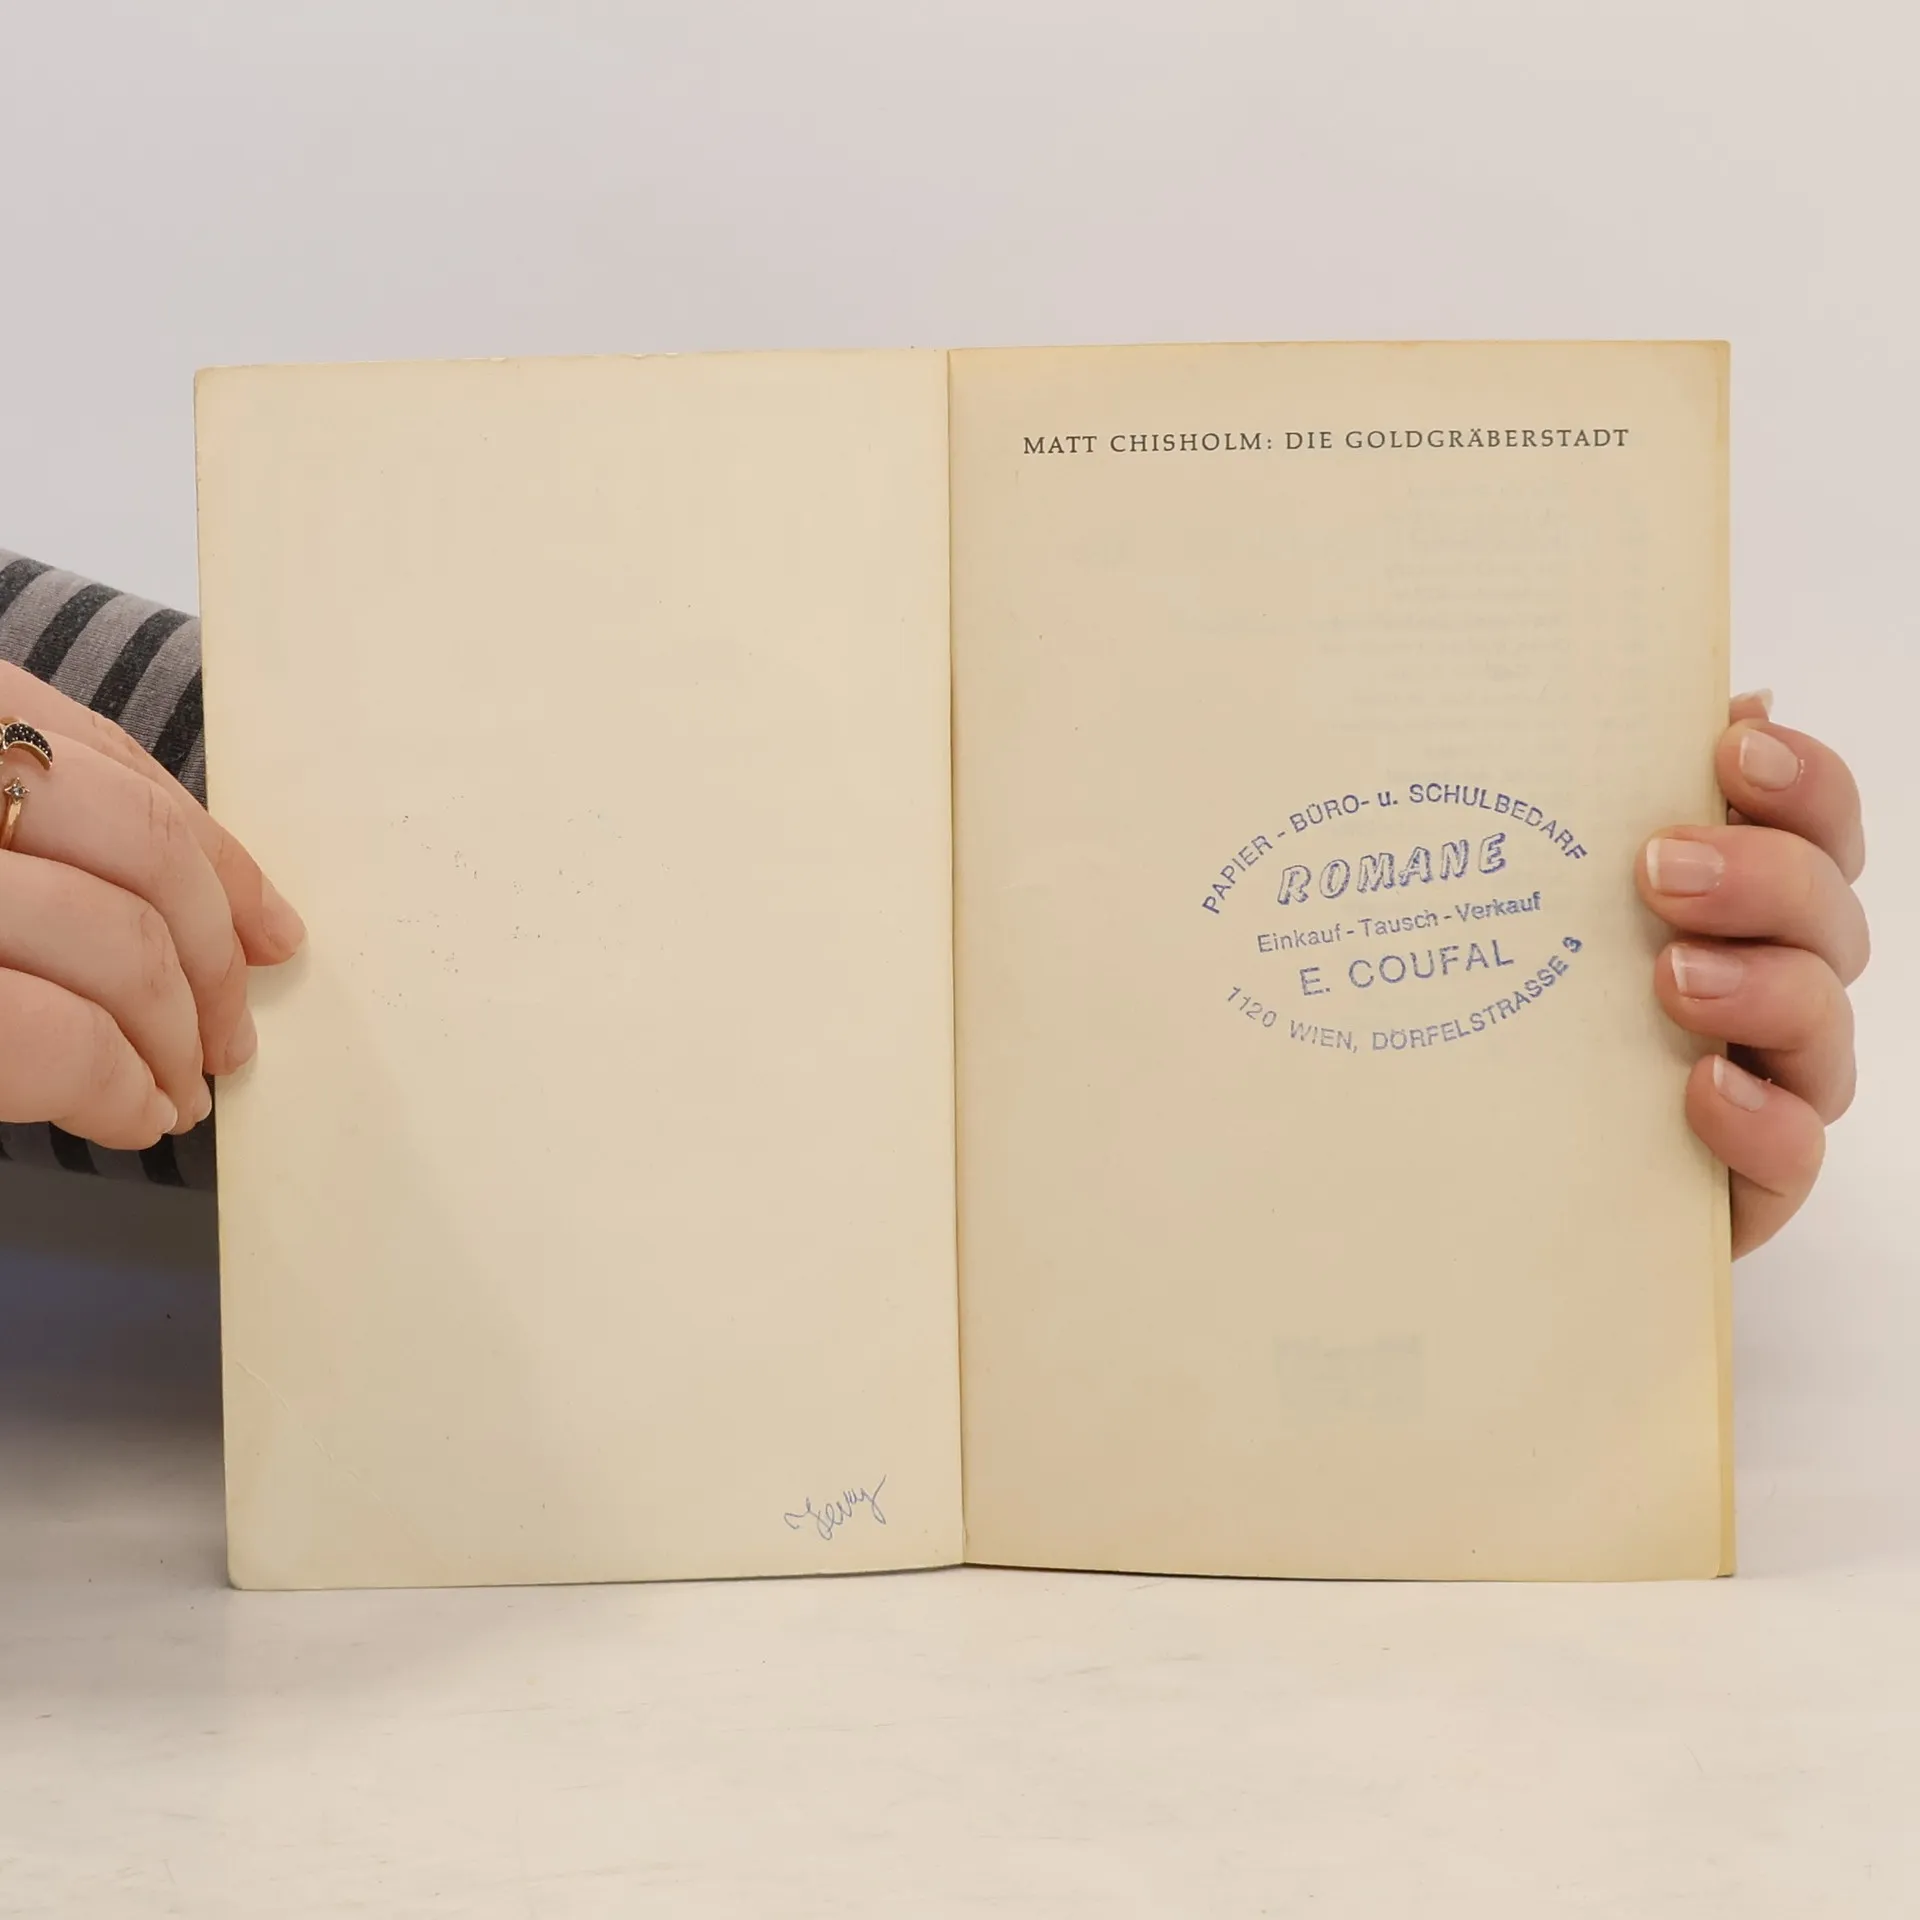 MATT CHISHOLM: DIE GOLDGRÄBERSTADT
PAPIER - BÜRO- u. SCHULBEDARF
ROMANE
Einkauf - Tausch - Verkauf
E. COUFAL
1120 WIEN, DÖRFELSTRASSE 3